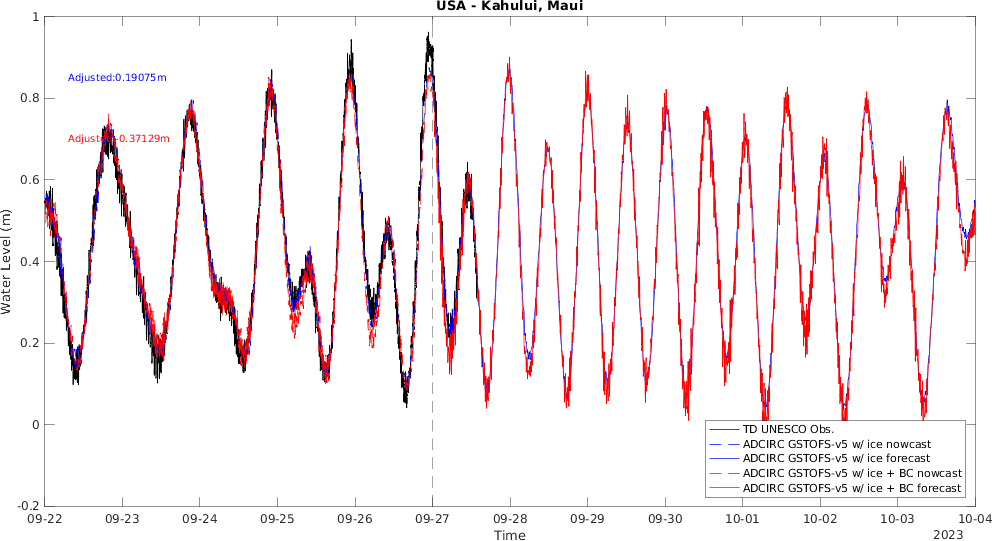 USA - Kahului, Maui
Water Level (m)
1
0.8
0.6
0.4
0.2
0
-0.2
Adjusted:0.19075m
Adjusted:-0.37129m
TD UNESCO Obs.
ADCIRC GSTOFS-v5 w/ ice nowcast
ADCIRC GSTOFS-v5 w/ ice forecast
ADCIRC GSTOFS-v5 w/ ice + BC nowcast
ADCIRC GSTOFS-v5 w/ ice + BC forecast
09-22 09-23 09-24 09-25 09-26 09-27 09-28 09-29 09-30 10-01 10-02 10-03 10-04
Time
2023